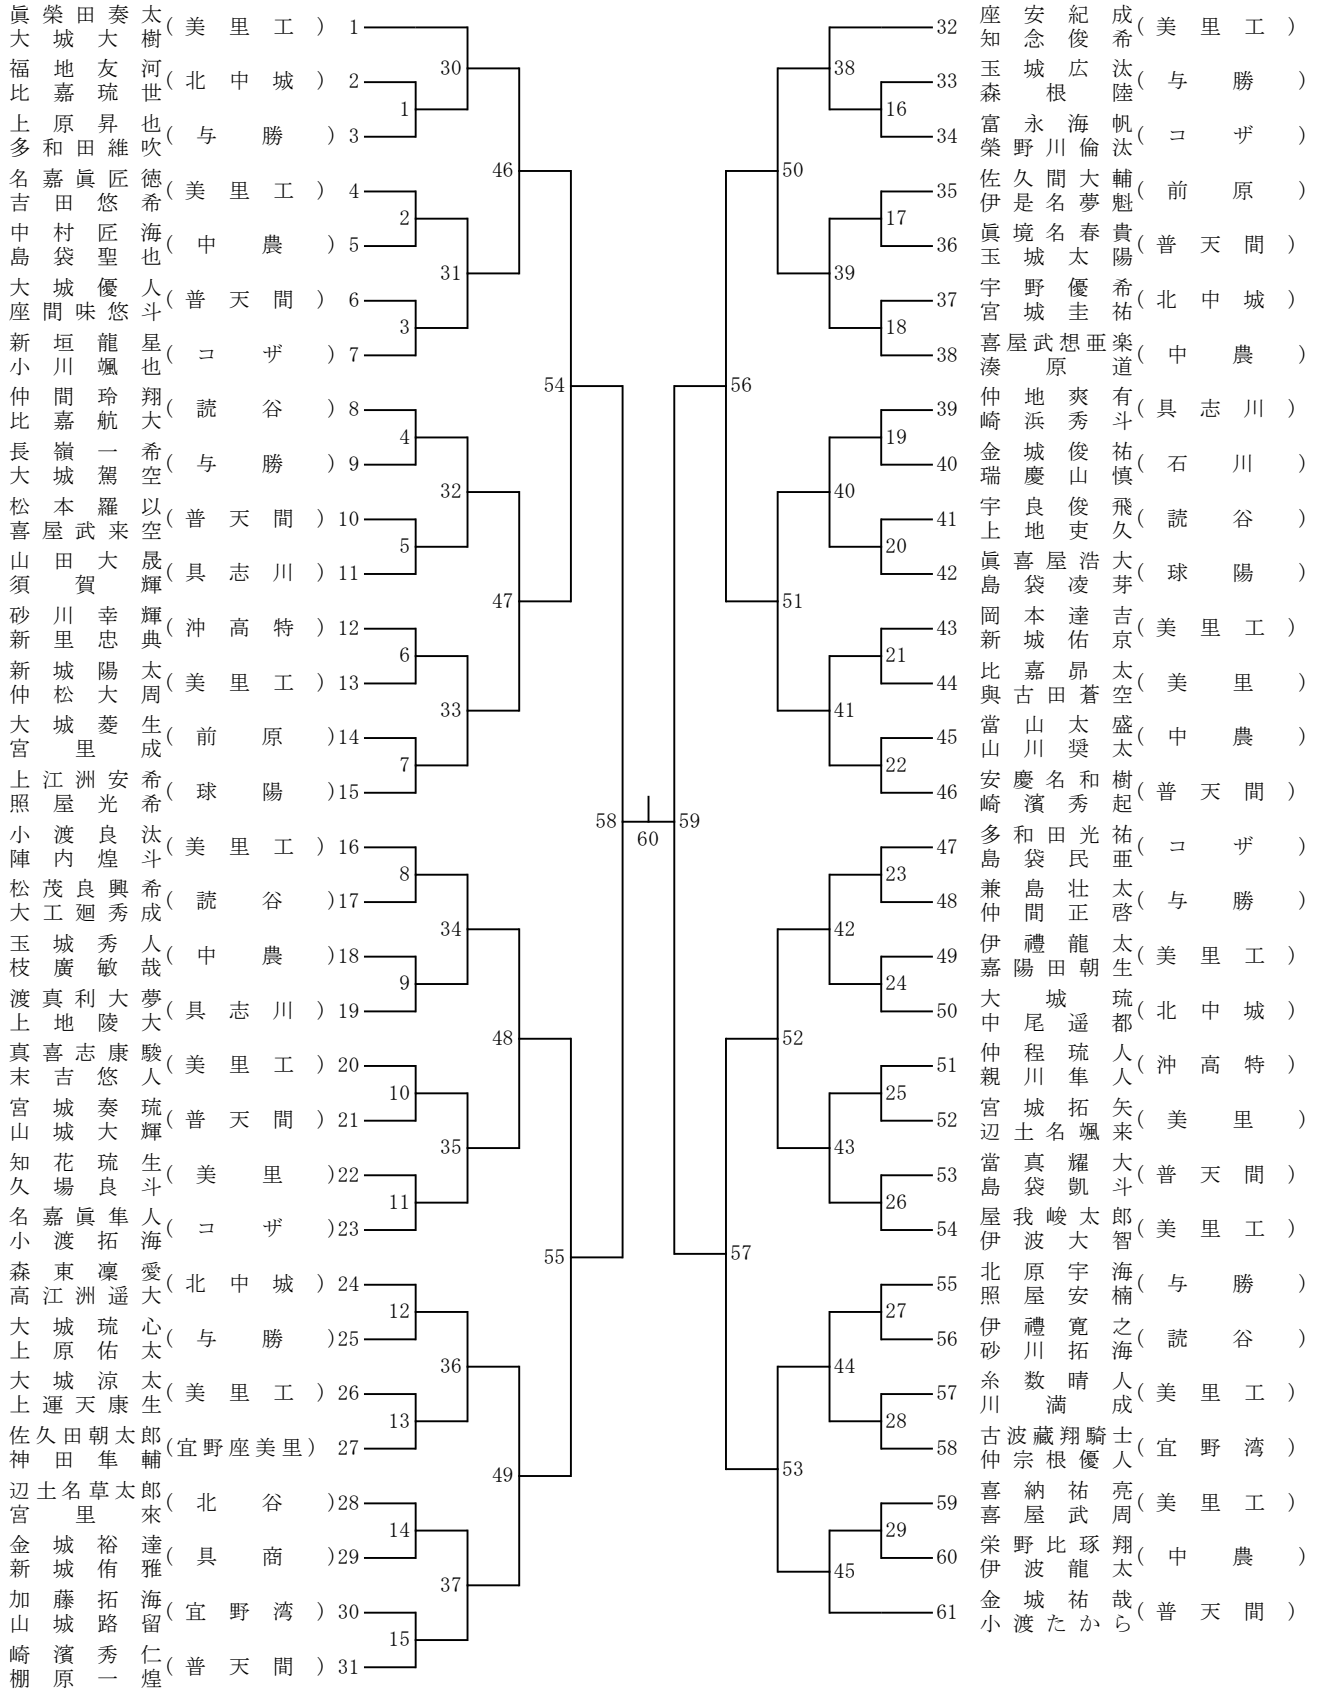 眞榮田奏太
大城大樹
(美里工) 1
福地友河
比嘉琉世
(北中城) 2
上原昇也
多和田維吹
(与勝) 3
名嘉眞匠徳
吉田悠希
(美里工) 4
中村匠海
島袋聖也
(中農) 5
大城優人
座間味悠斗
(普天間) 6
新垣龍星
小川颯也
(コザ) 7
仲間玲翔
比嘉航大
(読谷) 8
長嶺一希
大城駕空
(与勝) 9
松本羅以
喜屋武来空
(普天間) 10
山田大晟
須賀輝
(具志川) 11
砂川幸輝
新里忠典
(沖高特) 12
新城陽太
仲松大周
(美里工) 13
大城菱生
宮里成
(前原) 14
上江洲安希
照屋光希
(球陽) 15
小渡良汰
陣内煌斗
(美里工) 16
松茂良興希
大工廻秀成
(読谷) 17
玉城秀人
枝廣敏哉
(中農) 18
渡真利大夢
上地陵大
(具志川) 19
真喜志康駿
末吉悠人
(美里工) 20
宮城奏琉
山城大輝
(普天間) 21
知花琉生
久場良斗
(美里) 22
名嘉眞隼人
小渡拓海
(コザ) 23
森東凜愛
高江洲遥大
(北中城) 24
大城琉心
上原佑太
(与勝) 25
大城涼太
上運天康生
(美里工) 26
佐久田朝太郎
神田隼輔
(宜野座美里) 27
辺土名草太郎
宮里來
(北谷) 28
金城裕達
新城侑雅
(具商) 29
加藤拓海
山城路留
(宜野湾) 30
崎濱秀仁
棚原一煌
(普天間) 31
1
2
3
4
5
6
7
8
9
10
11
12
13
14
15
30
31
32
33
34
35
36
37
46
47
48
49
54
55
58
60
59
56
57
50
51
52
53
38
39
40
41
42
43
44
45
16
17
18
19
20
21
22
23
24
25
26
27
28
29
32 座安紀成
知念俊希
(美里工)
33 玉城広汰
森根陸
(与勝)
34 富永海帆
榮野川倫汰
(コザ)
35 佐久間大輔
伊是名夢魁
(前原)
36 眞境名春貴
玉城太陽
(普天間)
37 宇野優希
宮城圭祐
(北中城)
38 喜屋武想亜楽
湊原道
(中農)
39 仲地爽有
崎浜秀斗
(具志川)
40 金城俊祐
瑞慶山慎
(石川)
41 宇良俊飛
上地吏久
(読谷)
42 眞喜屋浩大
島袋凌芽
(球陽)
43 岡本達吉
新城佑京
(美里工)
44 比嘉昴太
與古田蒼空
(美里)
45 當山太盛
山川奨太
(中農)
46 安慶名和樹
崎濱秀起
(普天間)
47 多和田光祐
島袋民亜
(コザ)
48 兼島壮太
仲間正啓
(与勝)
49 伊禮龍太
嘉陽田朝生
(美里工)
50 大城琉
中尾遥都
(北中城)
51 仲程琉人
親川隼人
(沖高特)
52 宮城拓矢
辺土名颯来
(美里)
53 當真耀大
島袋凱斗
(普天間)
54 屋我峻太郎
伊波大智
(美里工)
55 北原宇海
照屋安楠
(与勝)
56 伊禮寛之
砂川拓海
(読谷)
57 糸数晴人
川満成
(美里工)
58 古波藏翔騎士
仲宗根優人
(宜野湾)
59 喜納祐亮
喜屋武周
(美里工)
60 栄野比琢翔
伊波龍太
(中農)
61 金城祐哉
小渡たから
(普天間)